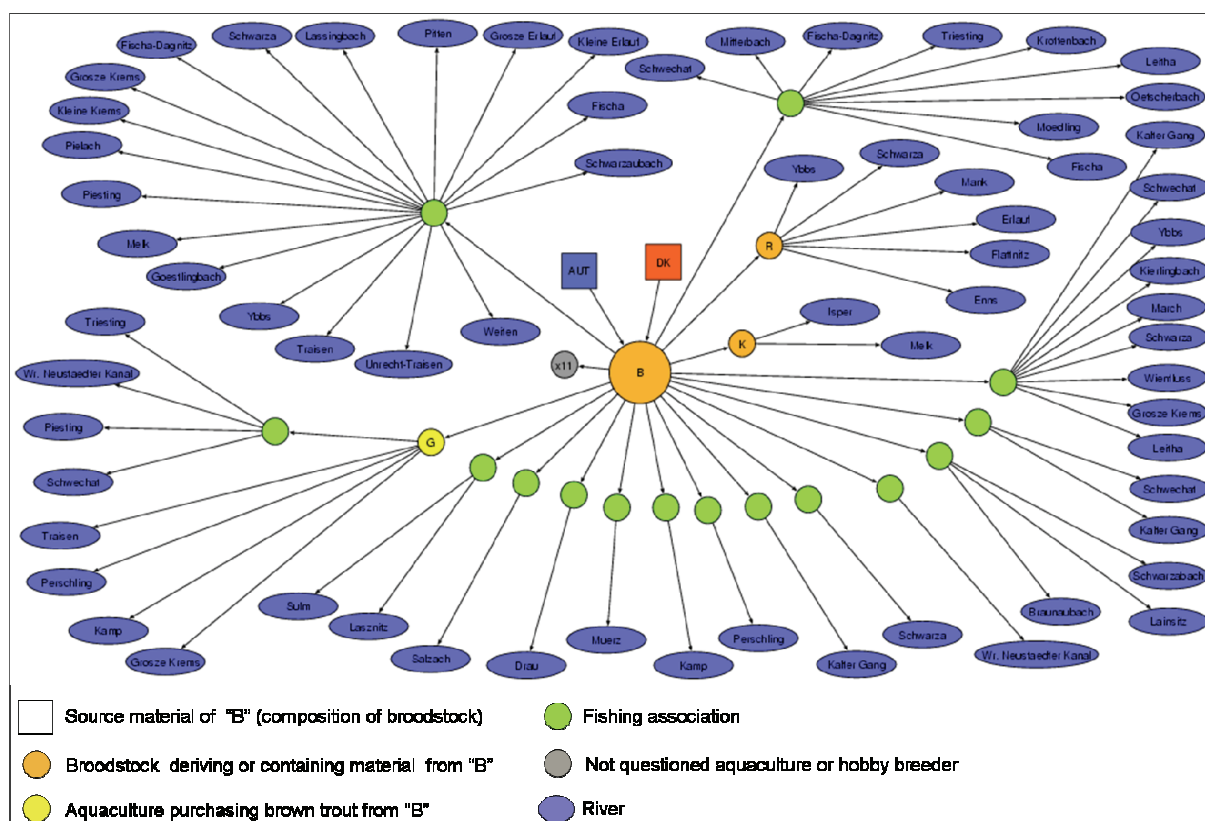 Pitten
Schwarza
Lassingbach
Grosze Erlauf
Kleine Erlauf
Fischa-Dagnitz
Grosze Krems
Kleine Krems
Pielach
Piesting
Melk
Goestlingbach
Ybbs
Traisen
Unrecht-Traisen
Weiten
Fischa
Schwarzaubach
Mitterbach
Fischa-Dagnitz
Triesting
Krottenbach
Schwechat
Leitha
Oetscherbach
Moedling
Fischa
Kalter Gang
Ybbs
Schwarza
Mank
Erlauf
Flattnitz
Enns
R
AUT
DK
Isper
K
Melk
x11
B
Schwechat
Ybbs
Kierlingbach
March
Schwarza
Wienfluss
Grosze Krems
Leitha
Schwechat
Kalter Gang
Schwarzabach
Lainsitz
Braunaubach
Triesting
Wr. Neustaedter Kanal
Piesting
Schwechat
G
Traisen
Perschling
Kamp
Grosze Krems
Sulm
Lasznitz
Salzach
Drau
Muerz
Kamp
Perschling
Kalter Gang
Schwarza
Wr. Neustaedter Kanal
Source material of "B" (composition of broodstock)
Fishing association
Broodstock deriving or containing material from "B"
Not questioned aquaculture or hobby breeder
Aquaculture purchasing brown trout from "B"
River